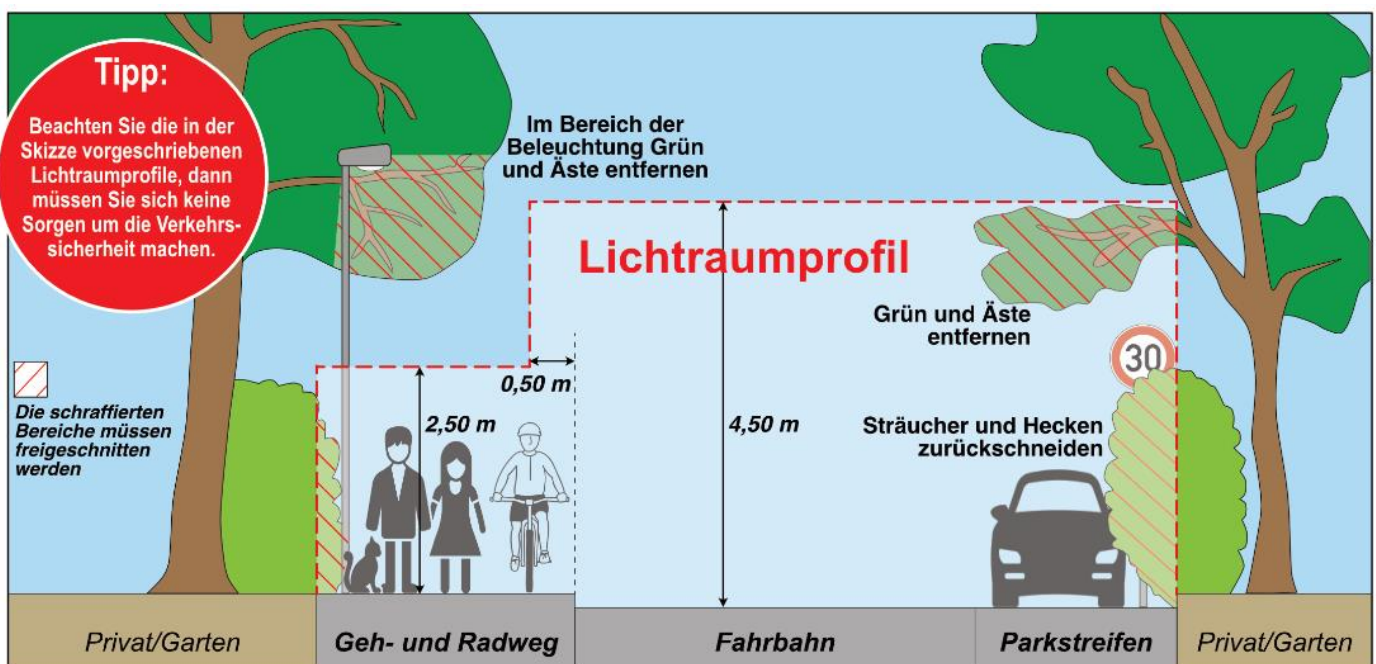 Tipp:
Beachten Sie die in der
Skizze vorgeschriebenen
Lichtraumprofile, dann
müssen Sie sich keine
Sorgen um die Verkehrs-
sicherheit machen.
Im Bereich der
Beleuchtung Grün
und Äste entfernen
Lichtraumprofil
Grün und Äste
entfernen
30
0,50 m
Die schraffierten
Bereiche müssen
freigeschnitten
werden
2,50 m
4,50 m
Sträucher und Hecken
zurückschneiden
Privat/Garten
Geh- und Radweg
Fahrbahn
Parkstreifen
Privat/Garten